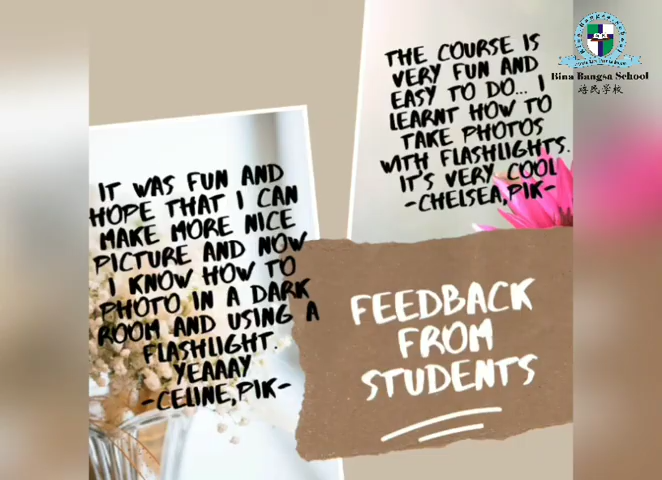 IT WAS FUN AND
HOPE THAT I CAN
MAKE MORE NICE
PICTURE AND NOW
I KNOW HOW TO
PHOTO IN A DARK
ROOM AND USING A
FLASHLIGHT.
YEAAAY
-CELINE,PIK-
THE COURSE IS
VERY FUN AND
EASY TO DO... I
LEARNT HOW TO
TAKE PHOTOS
WITH FLASHLIGHTS.
IT'S VERY COOL
-CHELSEA,PIK-
FEEDBACK
FROM
STUDENTS
Bina Bangsa School
培民学校